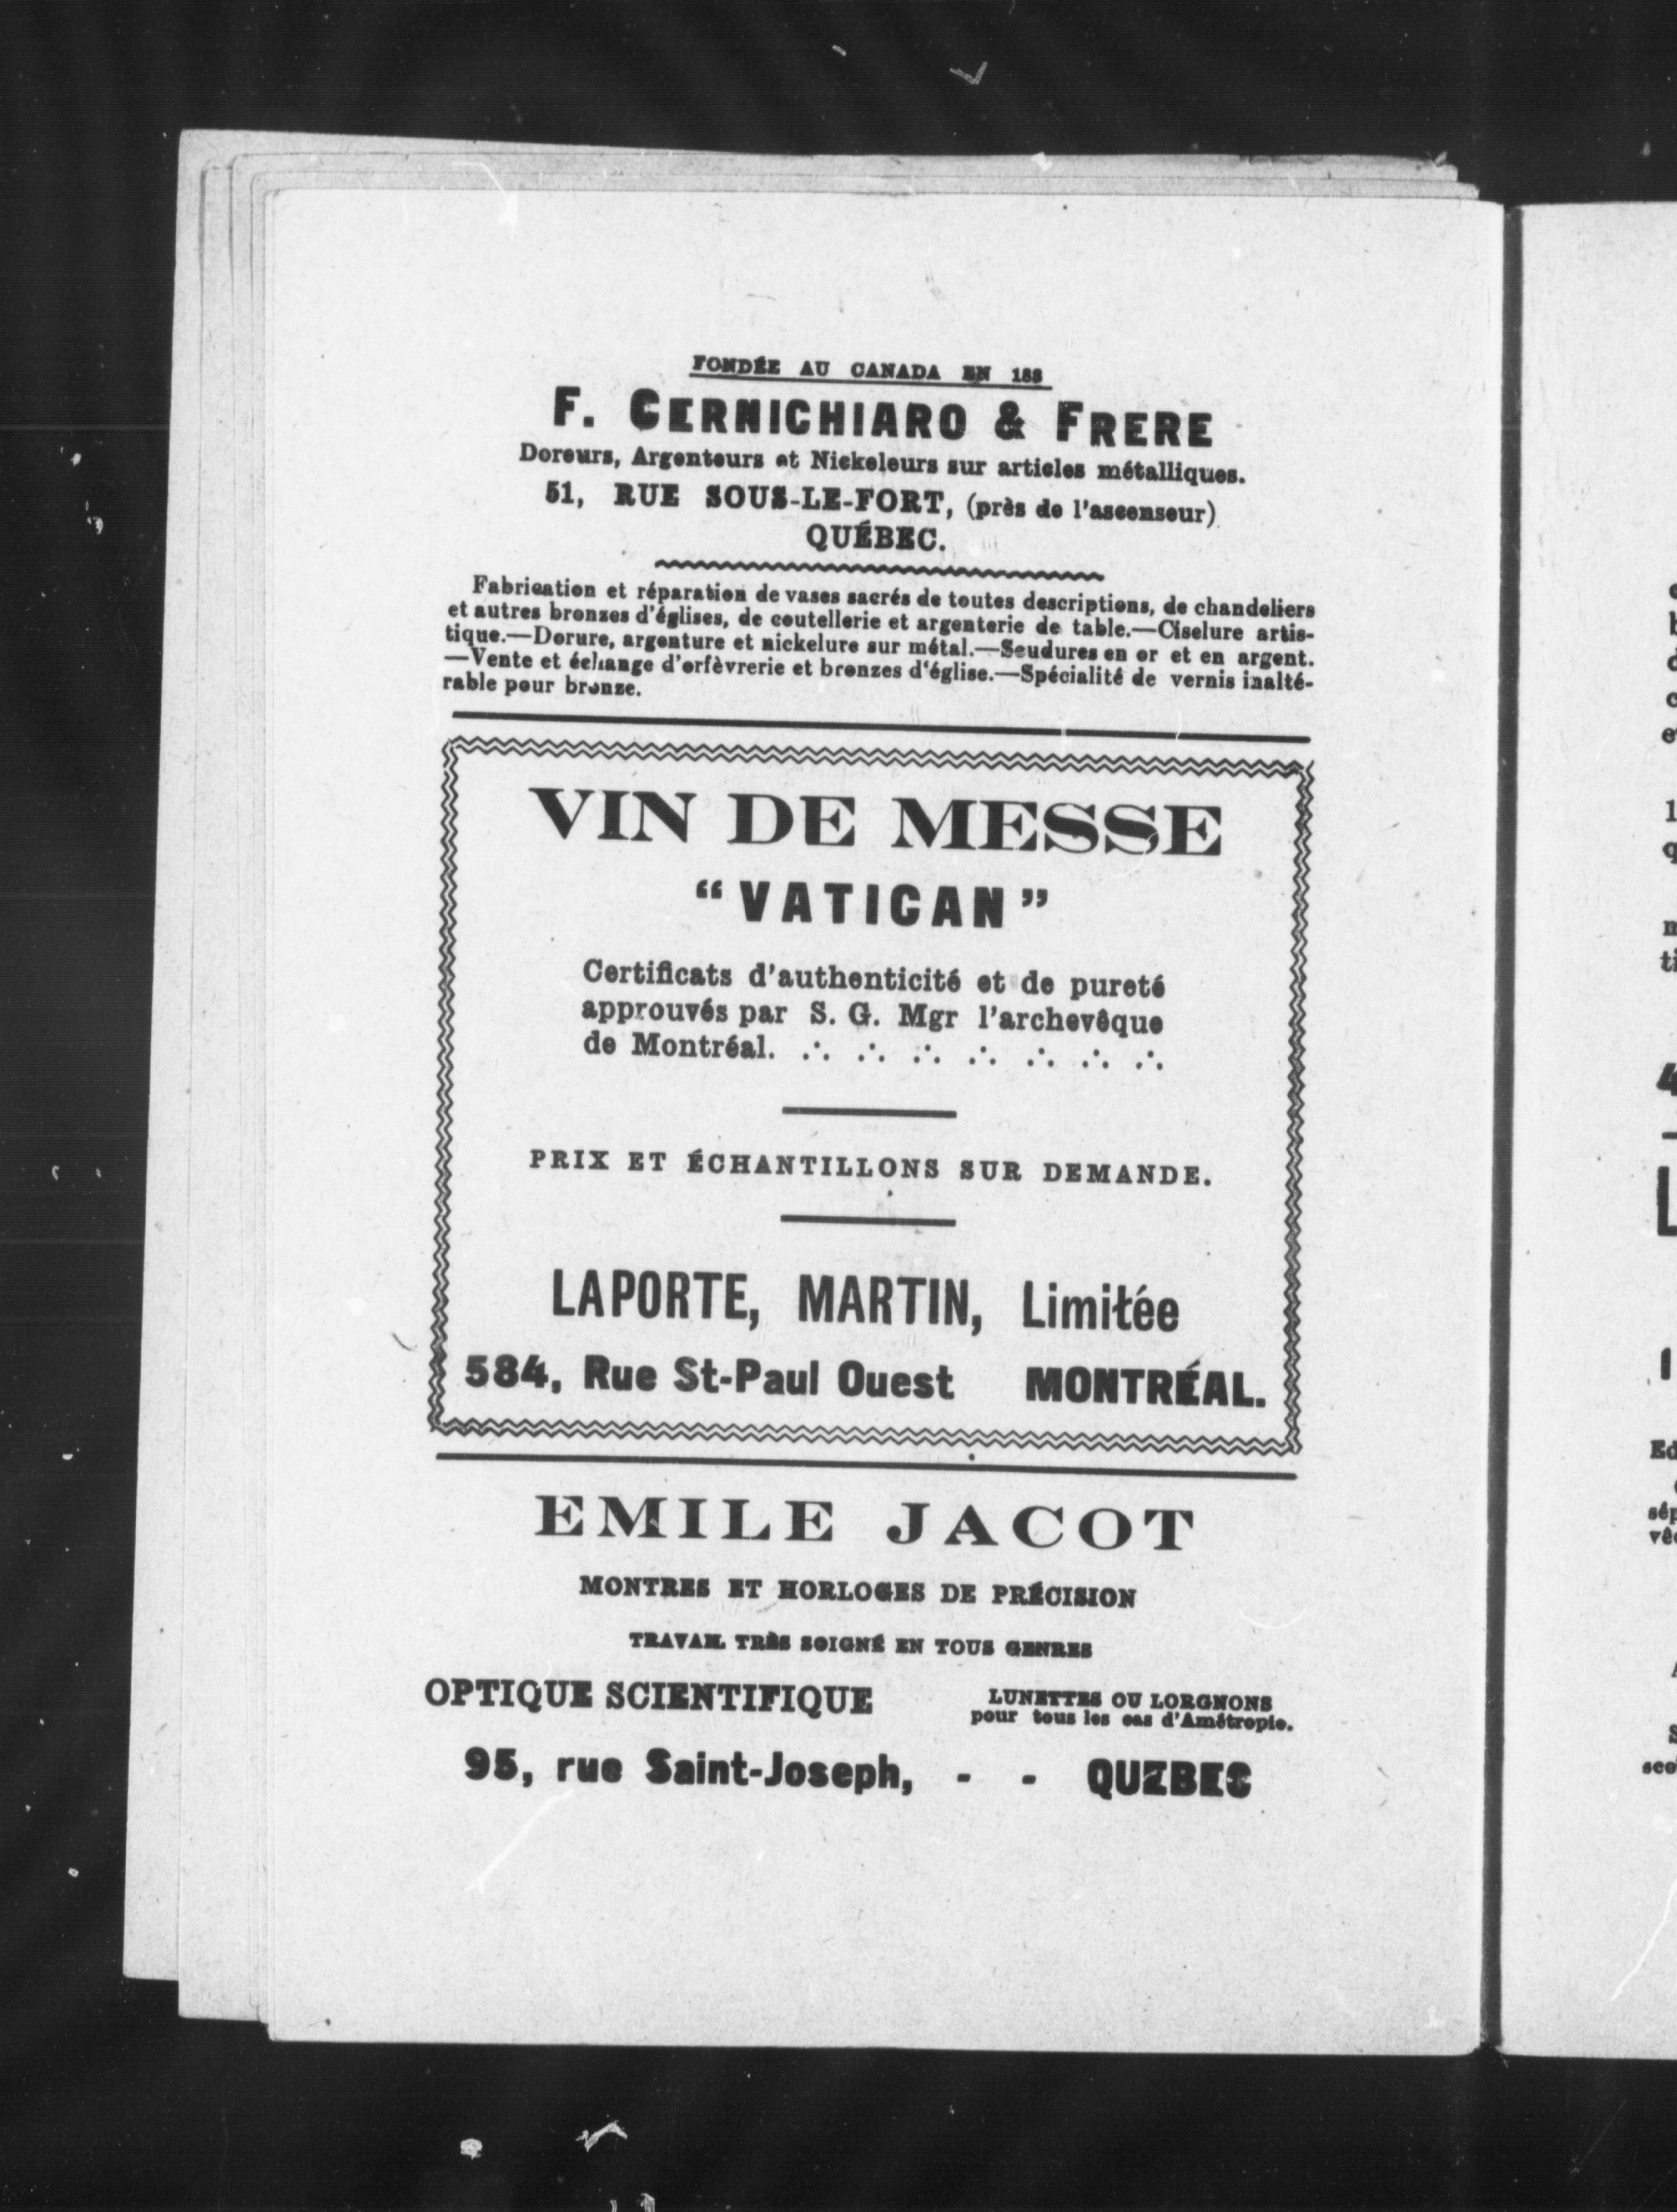 FONDÉE AU CANADA EN 188
F. CERNICHIARO & FRERE
Doreurs, Argenteurs et Nickeleurs sur articles métalliques.
51, RUE SOUS-LE-FORT, (près de l'ascenseur)
QUÉBEC.
Fabrication et réparation de vases sacrés de toutes descriptions, de chandeliers
et autres bronzes d'églises, de coutellerie et argenterie de table.—Ciselure artis-
tique.—Dorure, argenture et nickelure sur métal.—Soudures en or et en argent.
—Vente et échange d'orfèvrerie et bronzes d'église.—Spécialité de vernis inalté-
rable pour bronze.
VIN DE MESSE
“VATICAN”
Certificats d'authenticité et de pureté
approuvés par S. G. Mgr l'archevêque
de Montréal. ∴ ∴ ∴ ∴ ∴ ∴ ∴
PRIX ET ÉCHANTILLONS SUR DEMANDE.
LAPORTE, MARTIN, Limitée
584, Rue St-Paul Ouest MONTRÉAL.
EMILE JACOT
MONTRES ET HORLOGES DE PRÉCISION
TRAVAIL TRÈS SOIGNÉ EN TOUS GENRES
OPTIQUE SCIENTIFIQUE
LUNETTES OU LORGNONS
pour tous les cas d'Amétropie.
95, rue Saint-Joseph, - - QUEBEC